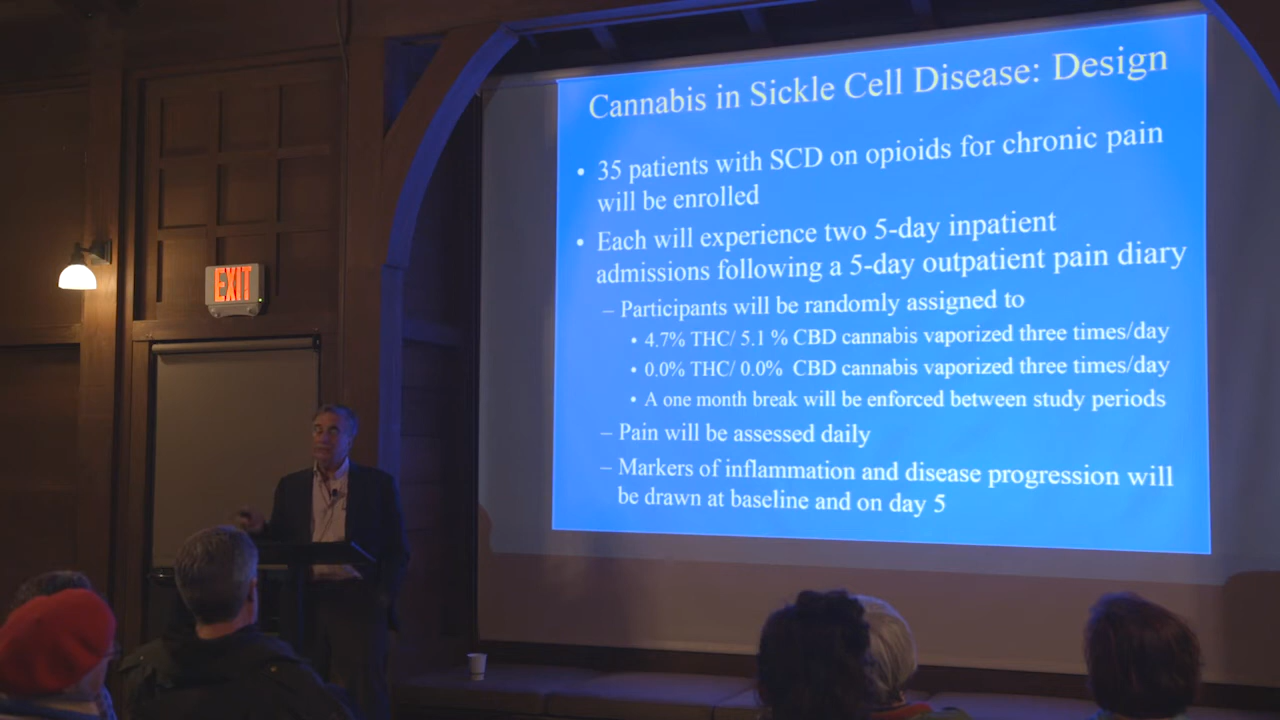 Cannabis in Sickle Cell Disease: Design
• 35 patients with SCD on opioids for chronic pain
will be enrolled
• Each will experience two 5-day inpatient
admissions following a 5-day outpatient pain diary
– Participants will be randomly assigned to
• 4.7% THC/ 5.1 % CBD cannabis vaporized three times/day
• 0.0% THC/ 0.0% CBD cannabis vaporized three times/day
• A one month break will be enforced between study periods
– Pain will be assessed daily
– Markers of inflammation and disease progression will
be drawn at baseline and on day 5
EXIT